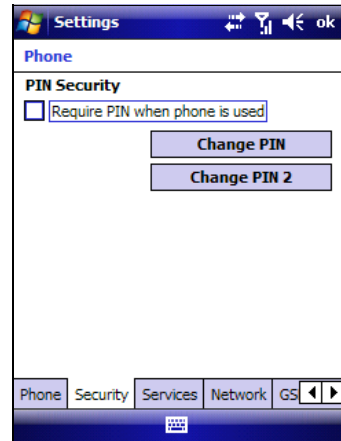 Settings ok
Phone
PIN Security
Require PIN when phone is used
Change PIN
Change PIN 2
Phone Security Services Network GS